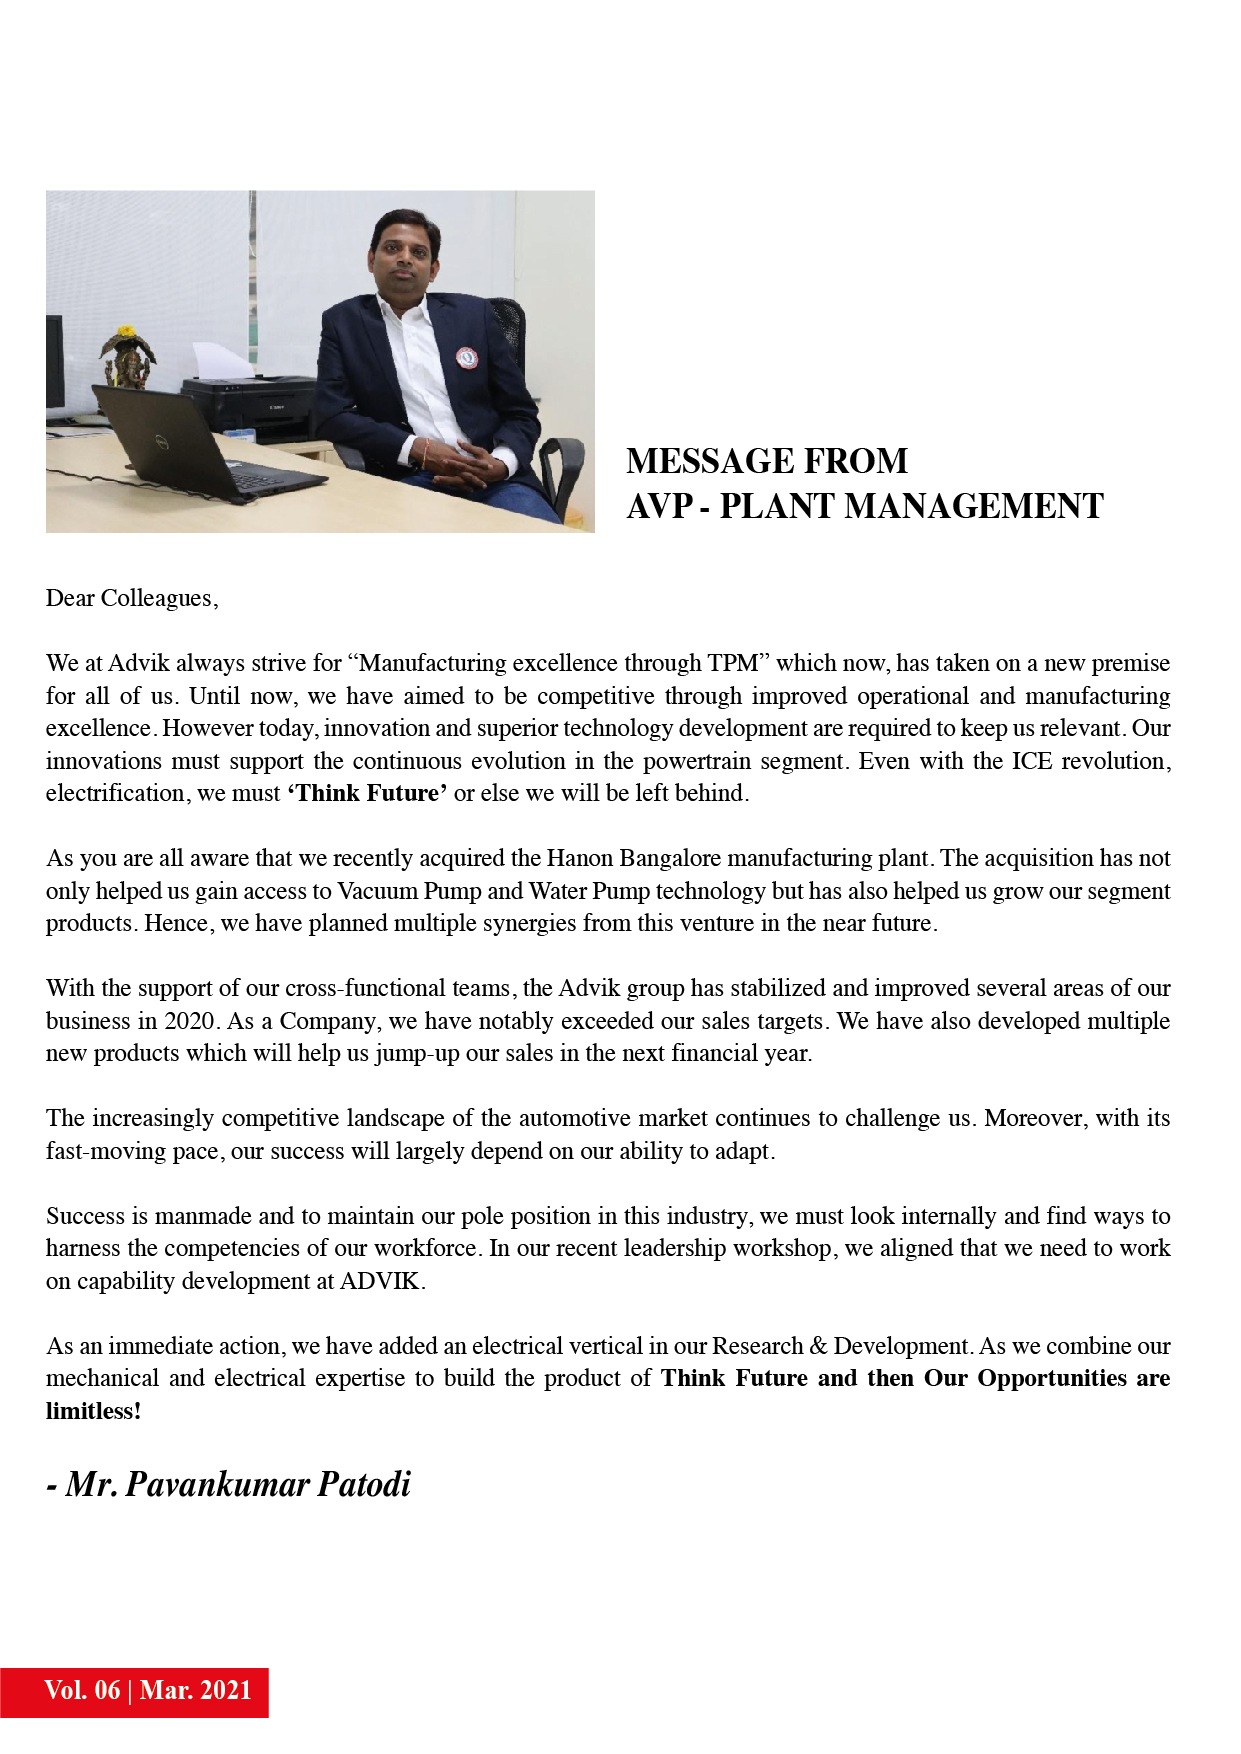 MESSAGE FROM
AVP - PLANT MANAGEMENT
Dear Colleagues,
We at Advik always strive for “Manufacturing excellence through TPM” which now, has taken on a new premise
for all of us. Until now, we have aimed to be competitive through improved operational and manufacturing
excellence. However today, innovation and superior technology development are required to keep us relevant. Our
innovations must support the continuous evolution in the powertrain segment. Even with the ICE revolution,
electrification, we must ‘Think Future’ or else we will be left behind.
As you are all aware that we recently acquired the Hanon Bangalore manufacturing plant. The acquisition has not
only helped us gain access to Vacuum Pump and Water Pump technology but has also helped us grow our segment
products. Hence, we have planned multiple synergies from this venture in the near future.
With the support of our cross-functional teams, the Advik group has stabilized and improved several areas of our
business in 2020. As a Company, we have notably exceeded our sales targets. We have also developed multiple
new products which will help us jump-up our sales in the next financial year.
The increasingly competitive landscape of the automotive market continues to challenge us. Moreover, with its
fast-moving pace, our success will largely depend on our ability to adapt.
Success is manmade and to maintain our pole position in this industry, we must look internally and find ways to
harness the competencies of our workforce. In our recent leadership workshop, we aligned that we need to work
on capability development at ADVIK.
As an immediate action, we have added an electrical vertical in our Research & Development. As we combine our
mechanical and electrical expertise to build the product of Think Future and then Our Opportunities are
limitless!
- Mr. Pavankumar Patodi
Vol. 06 | Mar. 2021